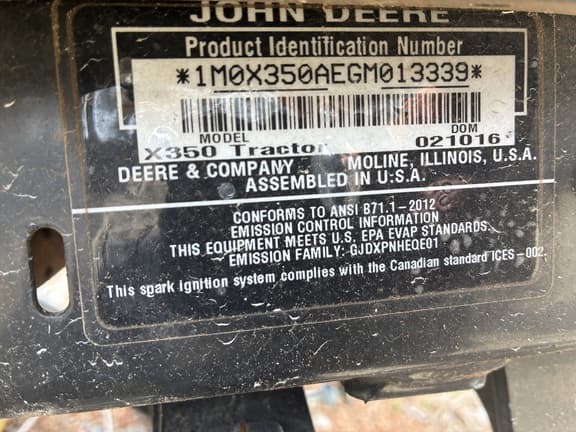 JOHN DEERE
Product Identification Number
*1M0X350AEGM013339*
MODEL DOM
X350 Tractor 021016
DEERE & COMPANY MOLINE, ILLINOIS, U.S.A.
ASSEMBLED IN U.S.A.
CONFORMS TO ANSI B71.1-2012
EMISSION CONTROL INFORMATION
THIS EQUIPMENT MEETS U.S. EPA EVAP STANDARDS.
EMISSION FAMILY: GJDXPNHEQE01
This spark ignition system complies with the Canadian standard ICES-002.